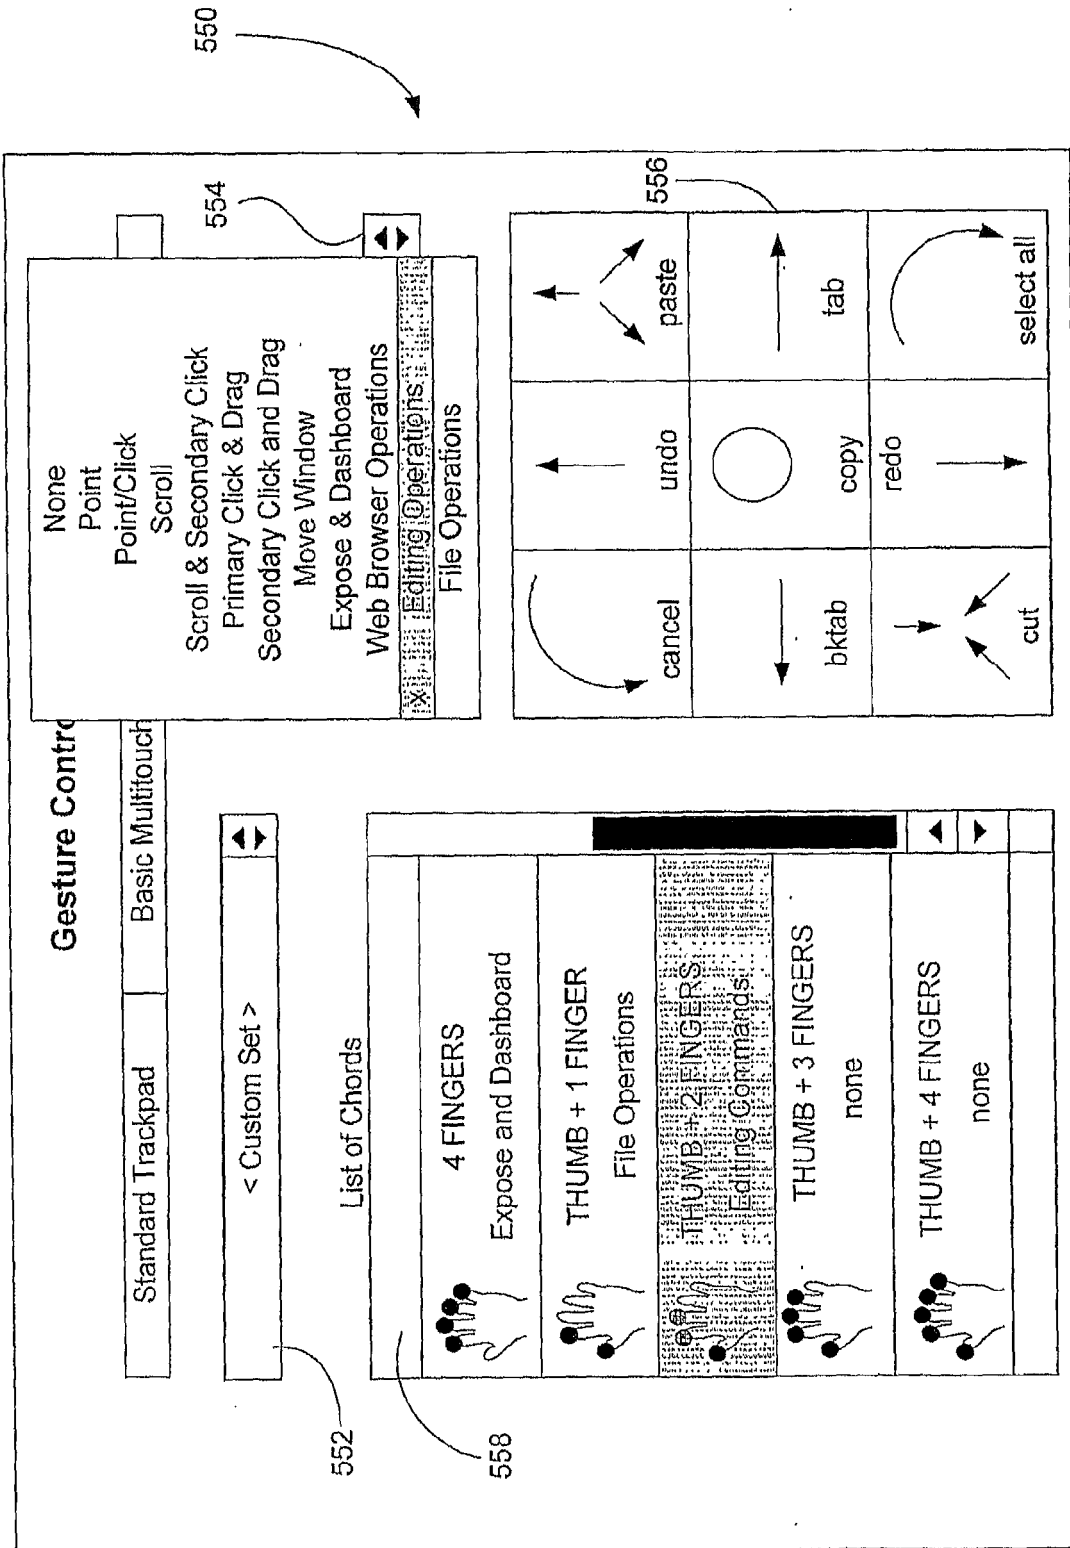 550
Gesture Contro
Standard Trackpad
Basic Multitouch
< Custom Set >
552
554
None
Point
Point/Click
Scroll
Scroll & Secondary Click
Primary Click & Drag
Secondary Click and Drag
Move Window
Expose & Dashboard
Web Browser Operations
X Editing Operations
File Operations
List of Chords
558
4 FINGERS
Expose and Dashboard
THUMB + 1 FINGER
File Operations
THUMB + 2 FINGERS
Editing Commands
THUMB + 3 FINGERS
none
THUMB + 4 FINGERS
none
556
cancel
undo
paste
bktab
copy
tab
cut
redo
select all